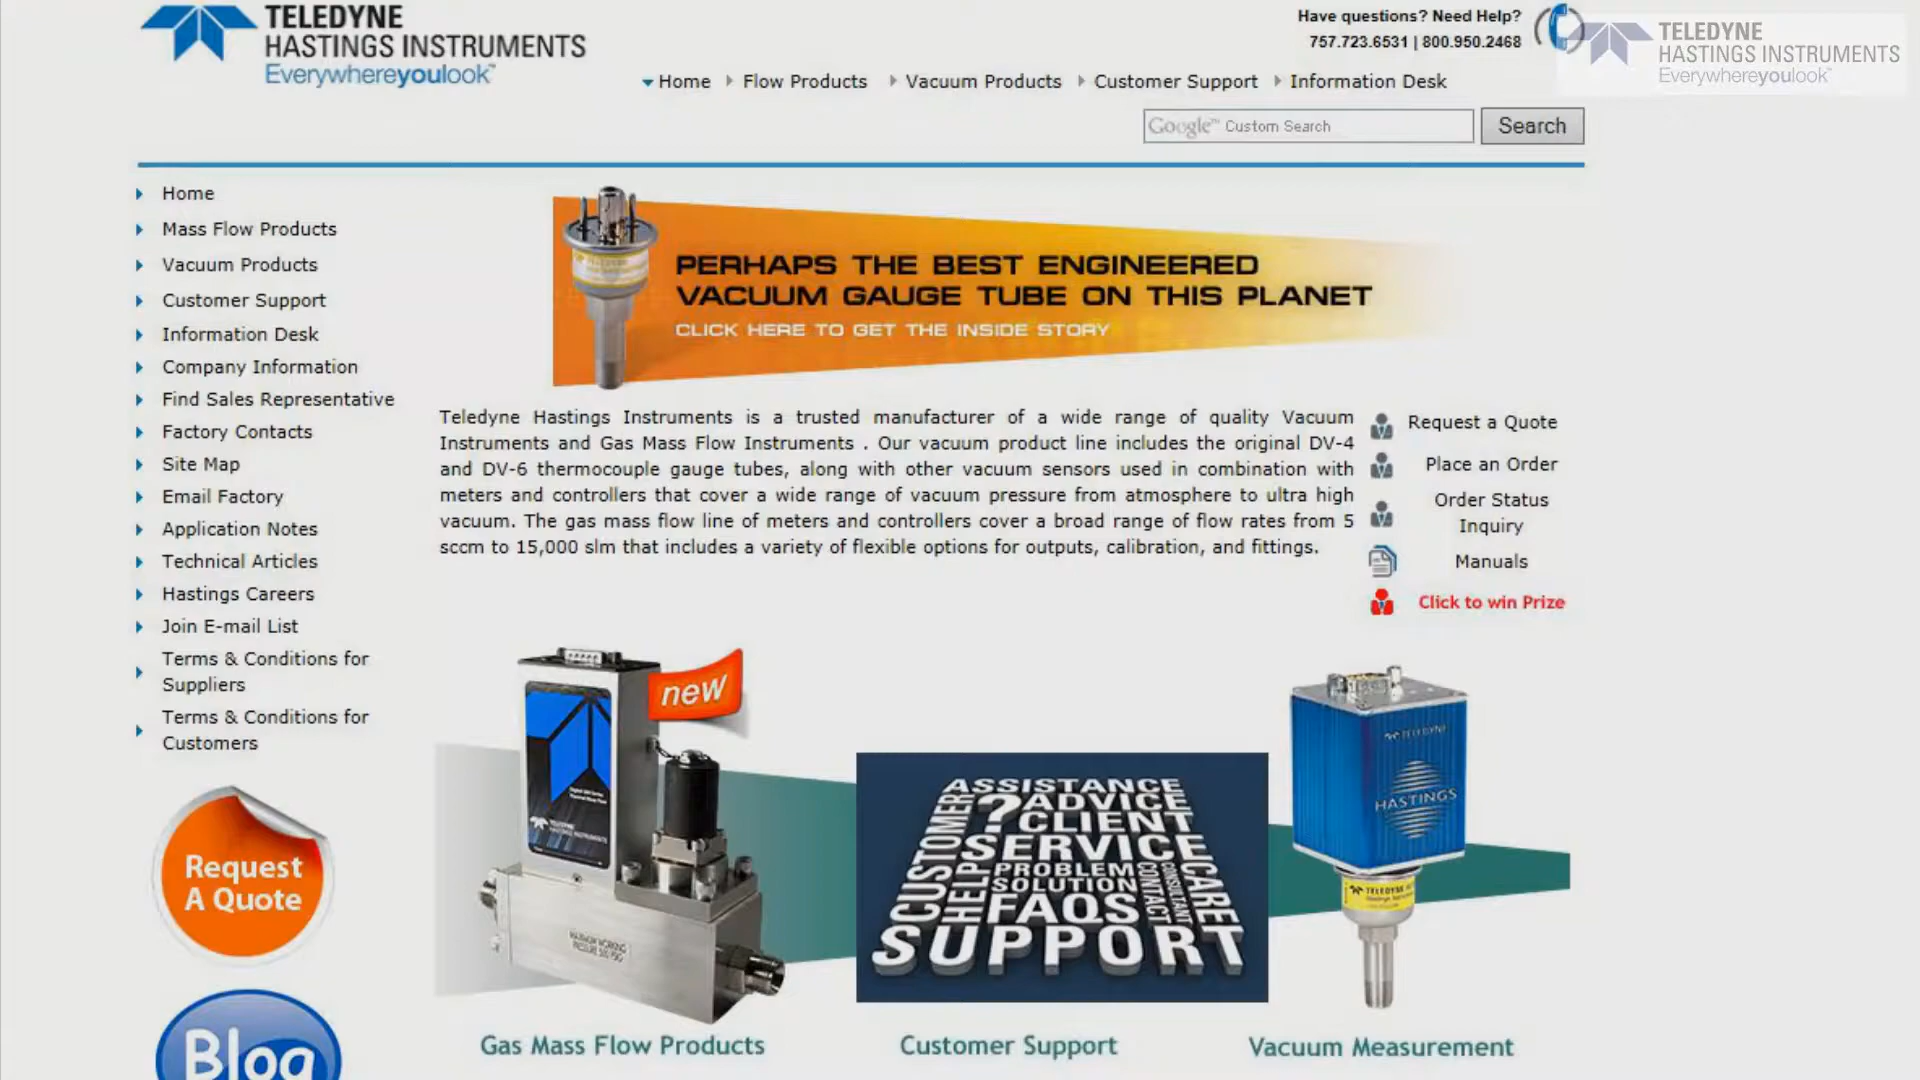 TELEDYNE
HASTINGS INSTRUMENTS
Everywhereyoulook™
Have questions? Need Help?
757.723.6531 | 800.950.2468
TELEDYNE
HASTINGS INSTRUMENTS
Everywhereyoulook™
Home Flow Products Vacuum Products Customer Support Information Desk
Google™ Custom Search Search
Home
Mass Flow Products
Vacuum Products
Customer Support
Information Desk
Company Information
Find Sales Representative
Factory Contacts
Site Map
Email Factory
Application Notes
Technical Articles
Hastings Careers
Join E-mail List
Terms & Conditions for
Suppliers
Terms & Conditions for
Customers
Request
A Quote
Blog
PERHAPS THE BEST ENGINEERED
VACUUM GAUGE TUBE ON THIS PLANET
CLICK HERE TO GET THE INSIDE STORY
Teledyne Hastings Instruments is a trusted manufacturer of a wide range of quality Vacuum
Instruments and Gas Mass Flow Instruments . Our vacuum product line includes the original DV-4
and DV-6 thermocouple gauge tubes, along with other vacuum sensors used in combination with
meters and controllers that cover a wide range of vacuum pressure from atmosphere to ultra high
vacuum. The gas mass flow line of meters and controllers cover a broad range of flow rates from 5
sccm to 15,000 slm that includes a variety of flexible options for outputs, calibration, and fittings.
Request a Quote
Place an Order
Order Status
Inquiry
Manuals
Click to win Prize
new
TELEDYNE
HASTINGS INSTRUMENTS
MAXIMUM WORKING
PRESSURE 500 PSIG
ASSISTANCE
?ADVICE
CLIENT
SERVICE
PROBLEM
SOLUTION
FAQS
SUPPORT
CUSTOMER
HELP
CONTACT
CONSULTANT
CARE
TELEDYNE
HASTINGS
TELEDYNE
Gas Mass Flow Products
Customer Support
Vacuum Measurement